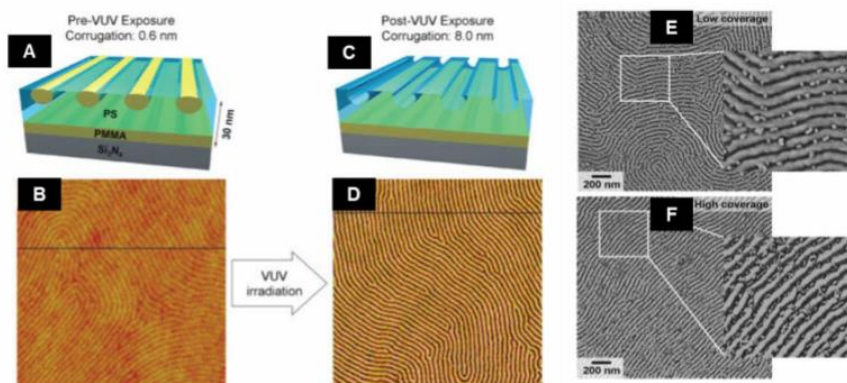 Pre-VUV Exposure
Corrugation: 0.6 nm
A
PS
PMMA
Si₃N₄
30 nm
B
VUV
irradiation
Post-VUV Exposure
Corrugation: 8.0 nm
C
D
E
Low coverage
200 nm
F
High coverage
200 nm